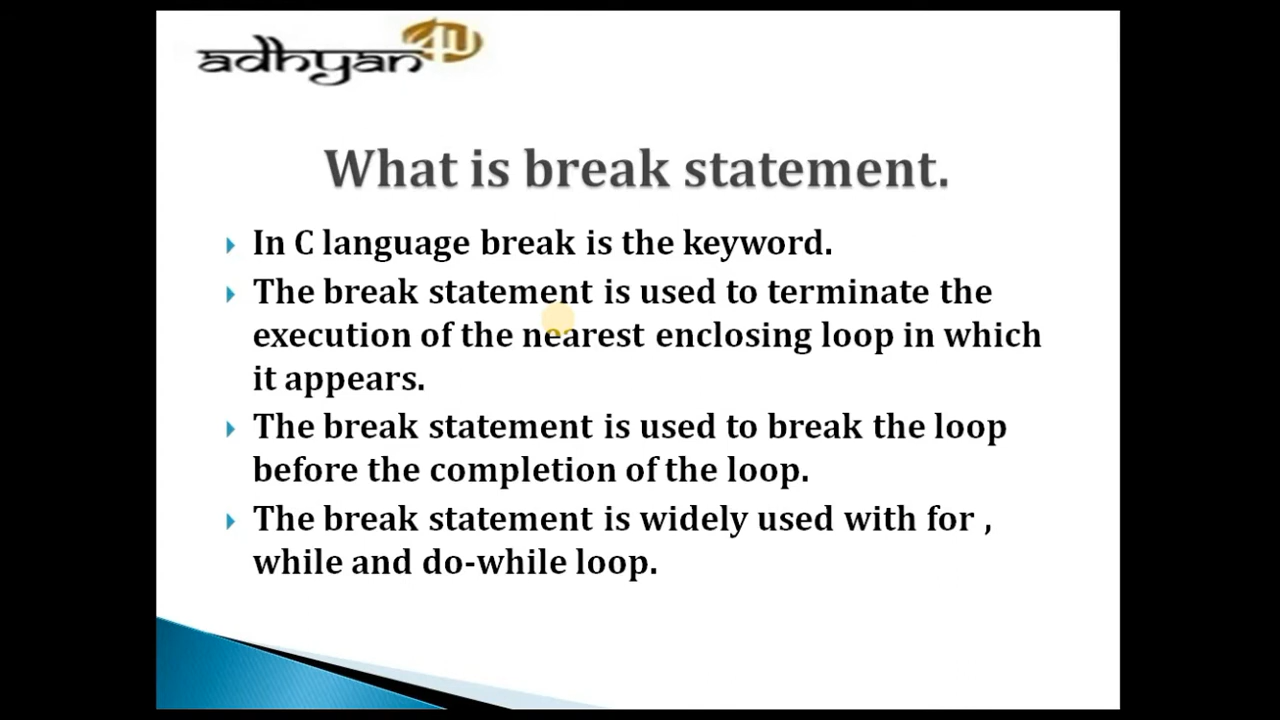 adhyan4U
What is break statement.
In C language break is the keyword.
The break statement is used to terminate the
execution of the nearest enclosing loop in which
it appears.
The break statement is used to break the loop
before the completion of the loop.
The break statement is widely used with for ,
while and do-while loop.